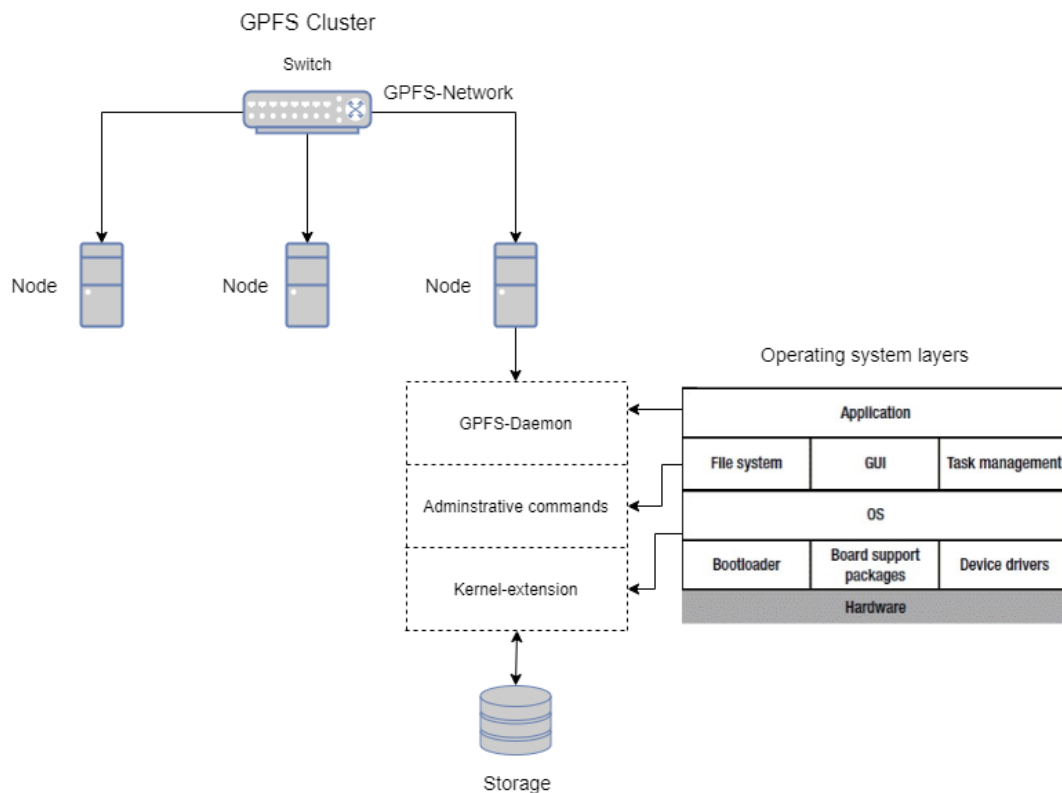 GPFS Cluster
Switch
GPFS-Network
Node
Node
Node
Operating system layers
GPFS-Daemon
Adminstrative commands
Kernel-extension
Application
File system
GUI
Task management
OS
Bootloader
Board support
packages
Device drivers
Hardware
Storage